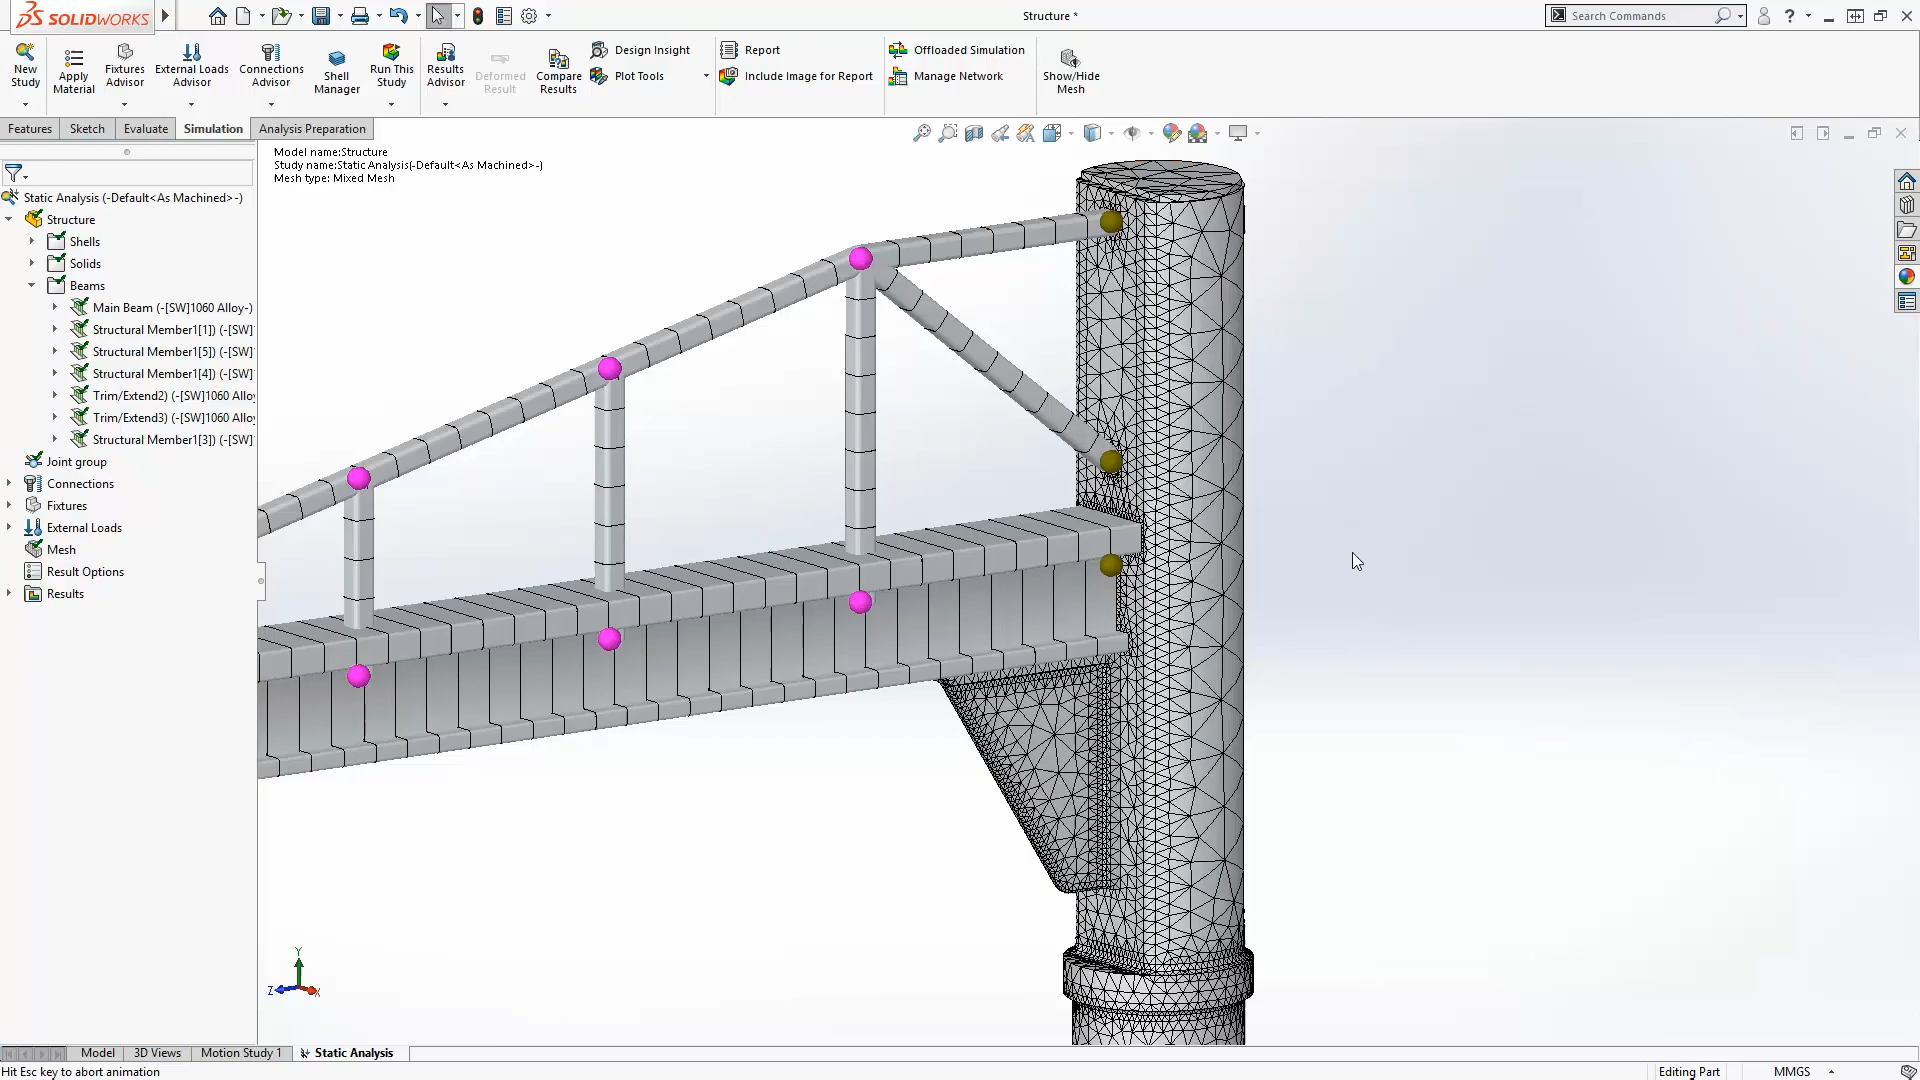 SOLIDWORKS
Structure *
Search Commands
New Study
Apply Material
Fixtures Advisor
External Loads Advisor
Connections Advisor
Shell Manager
Run This Study
Results Advisor
Deformed Result
Compare Results
Design Insight
Plot Tools
Report
Include Image for Report
Offloaded Simulation
Manage Network
Show/Hide Mesh
Features
Sketch
Evaluate
Simulation
Analysis Preparation
Model name:Structure
Study name:Static Analysis(-Default<As Machined>-)
Mesh type: Mixed Mesh
Static Analysis (-Default<As Machined>-)
Structure
Shells
Solids
Beams
Main Beam (-[SW]1060 Alloy-)
Structural Member1[1]) (-[SW]
Structural Member1[5]) (-[SW]
Structural Member1[4]) (-[SW]
Trim/Extend2) (-[SW]1060 Allo
Trim/Extend3) (-[SW]1060 Allo
Structural Member1[3]) (-[SW]
Joint group
Connections
Fixtures
External Loads
Mesh
Result Options
Results
Y
Z
X
Model
3D Views
Motion Study 1
Static Analysis
Hit Esc key to abort animation
Editing Part
MMGS